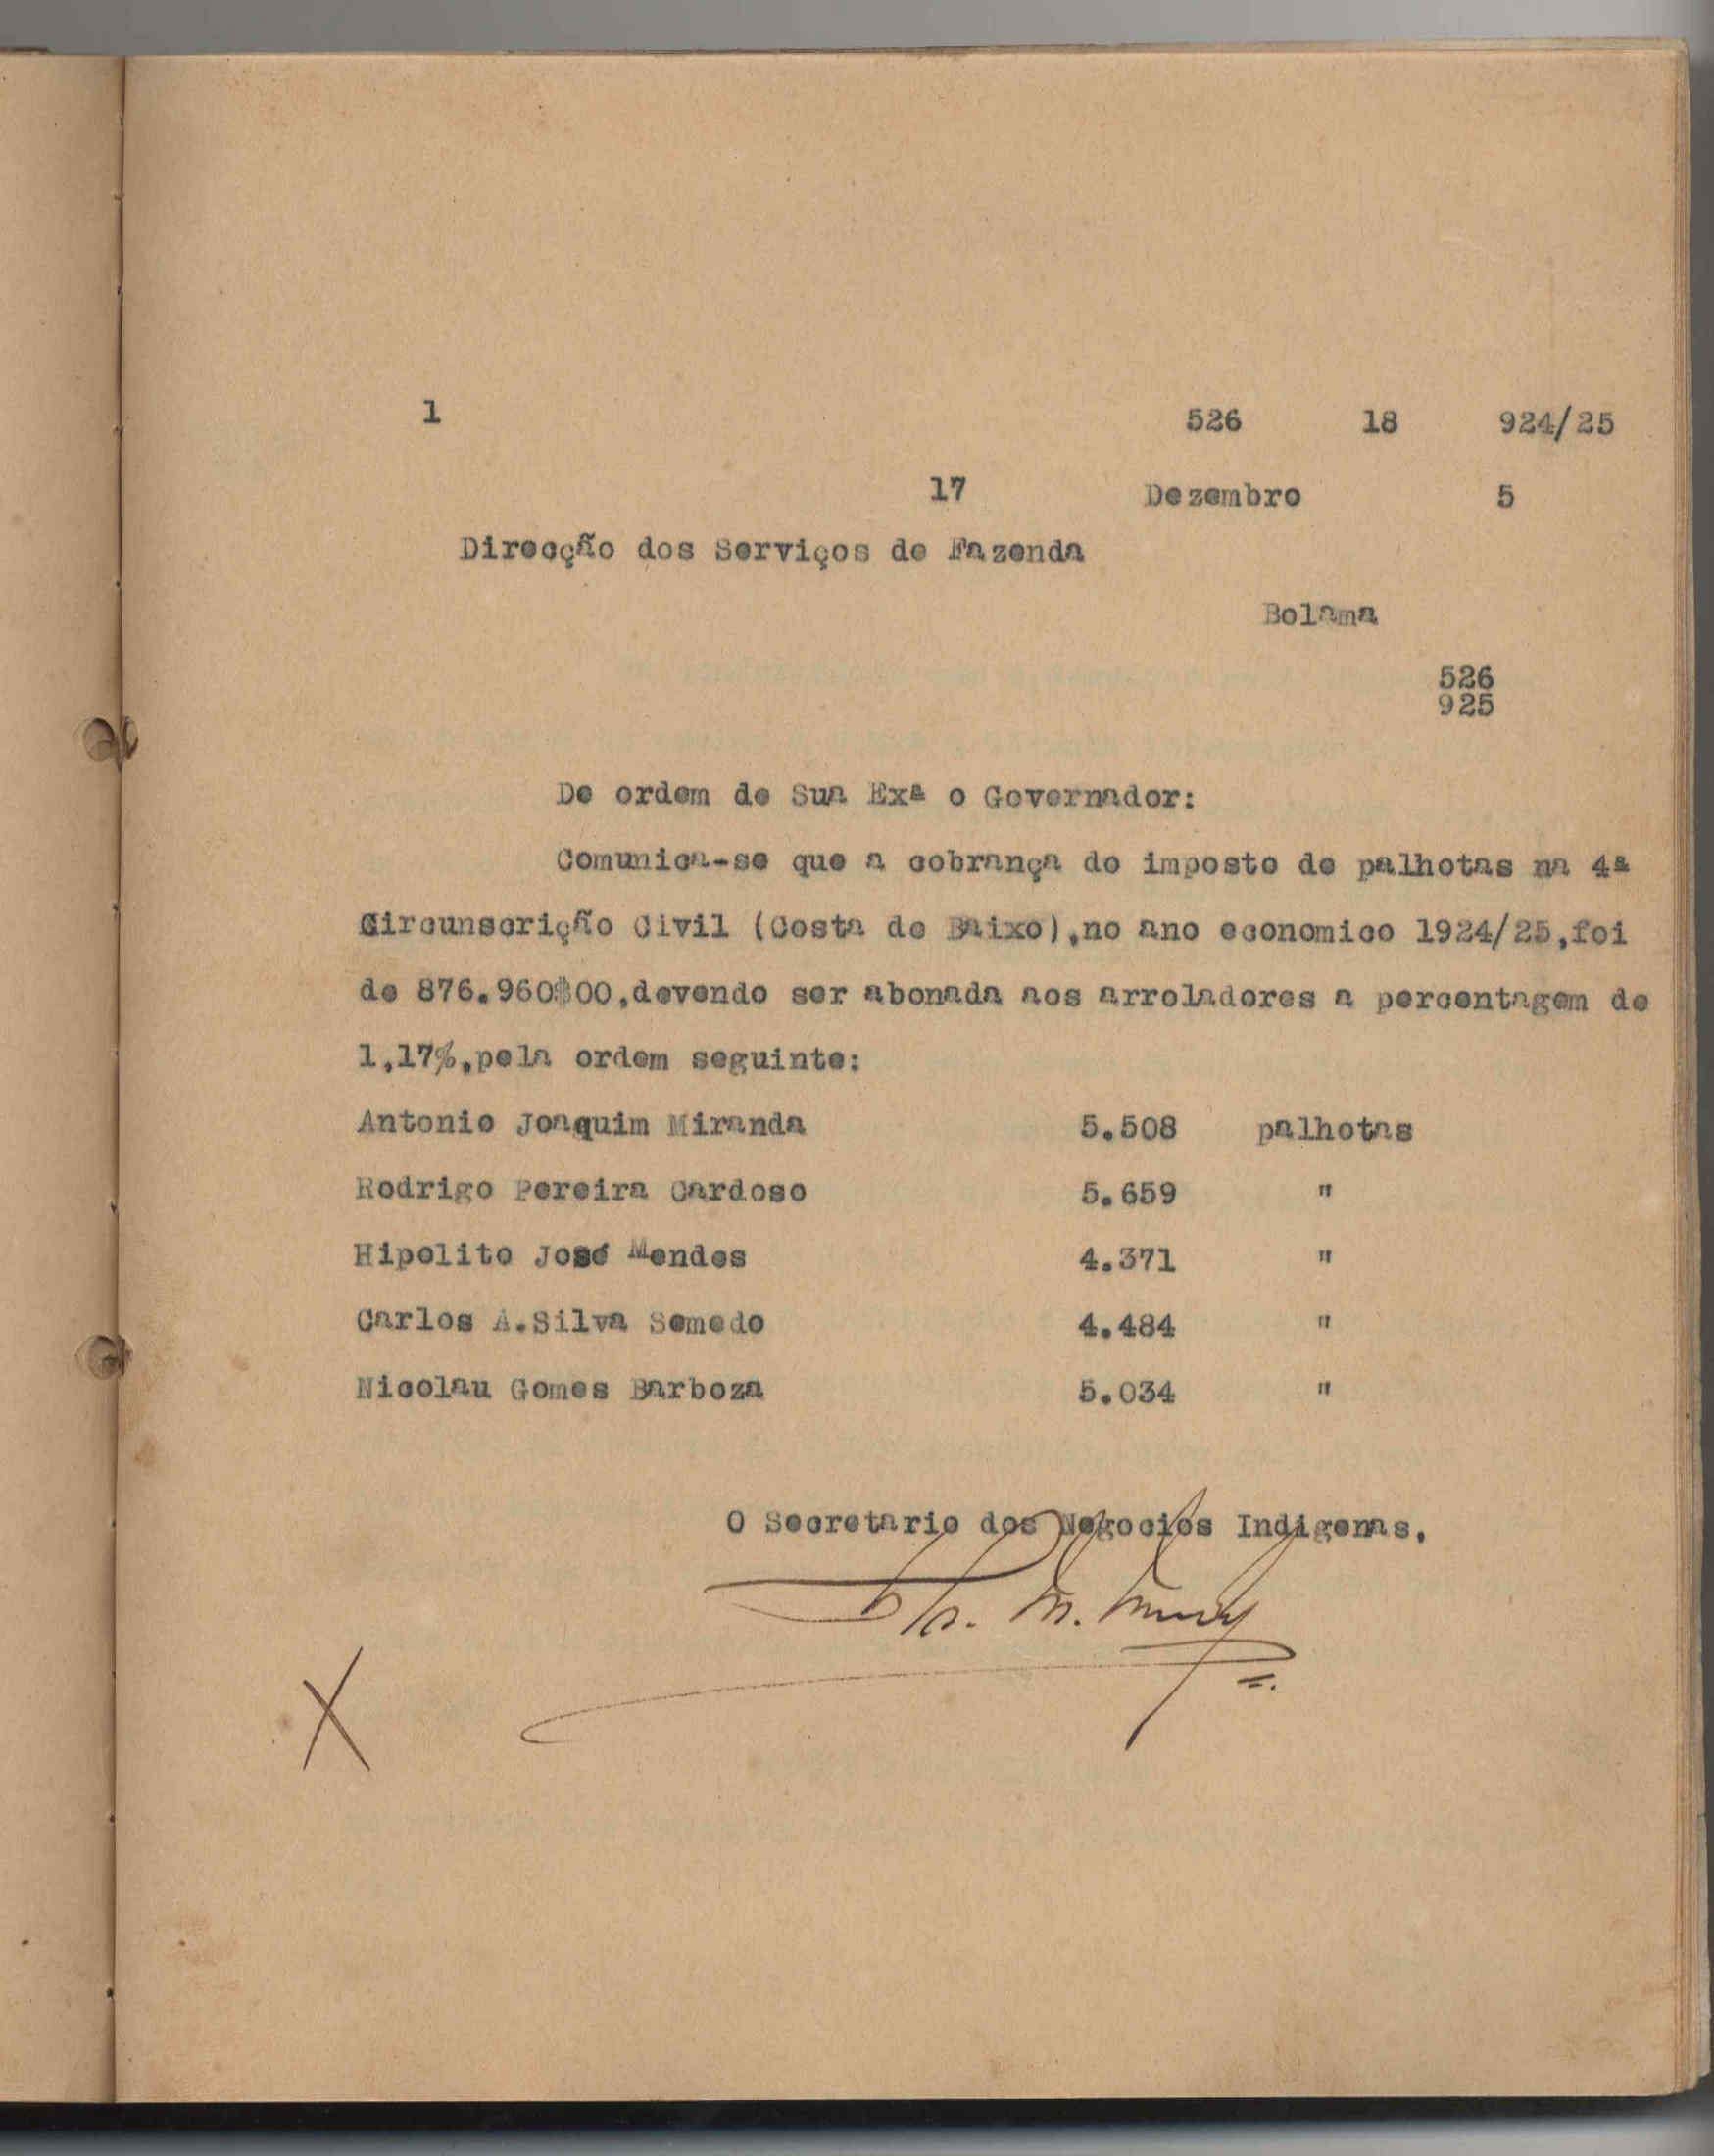 1 526 18 924/25
17 Dezembro 5
Direcção dos Serviços de Fazenda
Bolama
526
925
De ordem de Sua Exª o Governador:
Comunica-se que a cobrança do imposto de palhotas na 4ª
Circunscrição Civil (Costa de Baixo),no ano economico 1924/25,foi
de 876.960$00,devendo ser abonada aos arroladores a percentagem de
1,17%,pela ordem seguinte:
Antonio Joaquim Miranda 5.508 palhotas
Rodrigo Pereira Cardoso 5.659 "
Hipolito José Mendes 4.371 "
Carlos A.Silva Semedo 4.484 "
Nicolau Gomes Barboza 5.034 "
O Secretario dos Negocios Indigenas,
X